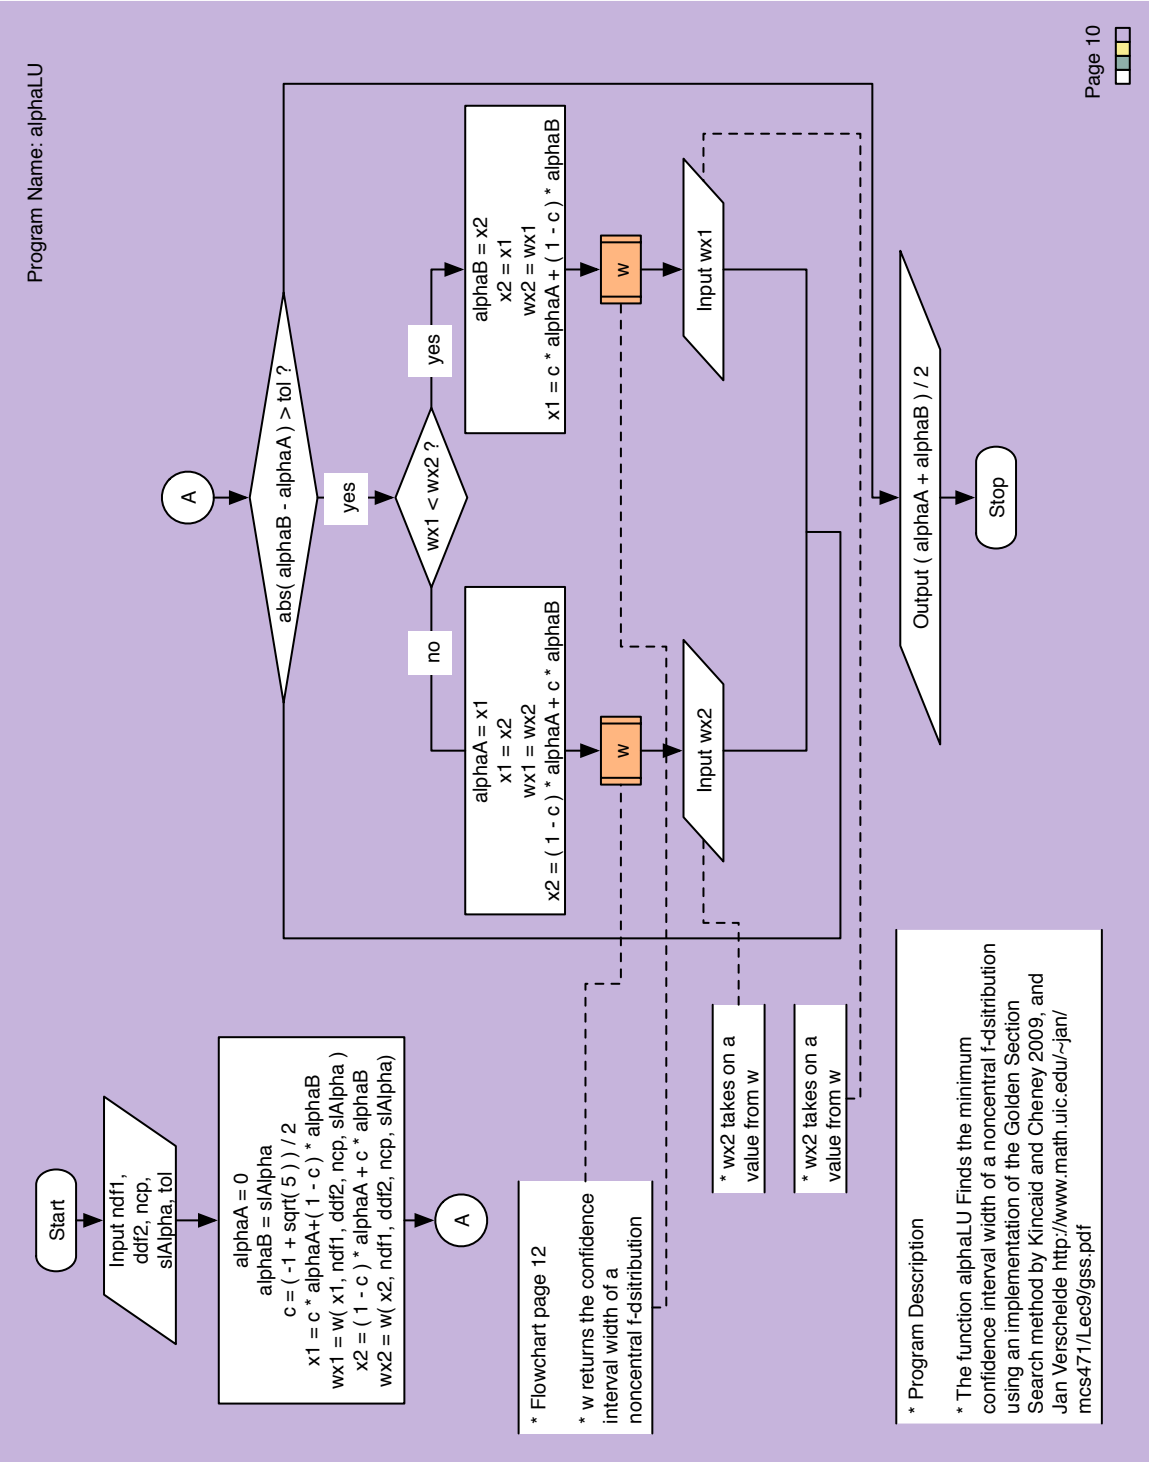 Program Name: alphaLU
Start
Input ndf1,
ddf2, ncp,
slAlpha, tol
alphaA = 0
alphaB = slAlpha
c = ( -1 + sqrt( 5 ) ) / 2
x1 = c * alphaA+( 1 - c ) * alphaB
wx1 = w( x1, ndf1, ddf2, ncp, slAlpha )
x2 = ( 1 - c ) * alphaA + c * alphaB
wx2 = w( x2, ndf1, ddf2, ncp, slAlpha)
A
A
abs( alphaB - alphaA ) > tol ?
yes
wx1 < wx2 ?
no
yes
alphaA = x1
x1 = x2
wx1 = wx2
x2 = ( 1 - c ) * alphaA + c * alphaB
w
Input wx2
alphaB = x2
x2 = x1
wx2 = wx1
x1 = c * alphaA + ( 1 - c ) * alphaB
w
Input wx1
Output ( alphaA + alphaB ) / 2
Stop
* Flowchart page 12
* w returns the confidence
interval width of a
noncentral f-dsitribution
* wx2 takes on a
value from w
* wx2 takes on a
value from w
* Program Description
* The function alphaLU Finds the minimum
confidence interval width of a noncentral f-dsitribution
using an implementation of the Golden Section
Search method by Kincaid and Cheney 2009, and
Jan Verschelde http://www.math.uic.edu/~jan/
mcs471/Lec9/gss.pdf
Page 10